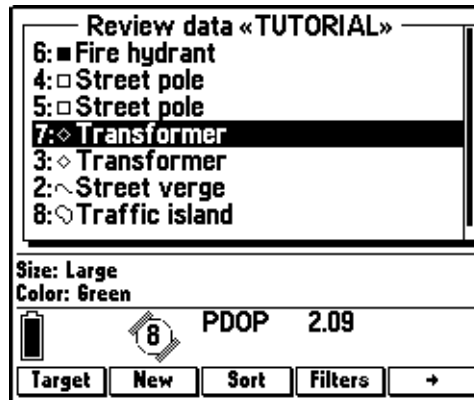 Review data «TUTORIAL»
6: Fire hydrant
4: Street pole
5: Street pole
7: Transformer
3: Transformer
2: Street verge
8: Traffic island
Size: Large
Color: Green
8 PDOP 2.09
Target New Sort Filters →